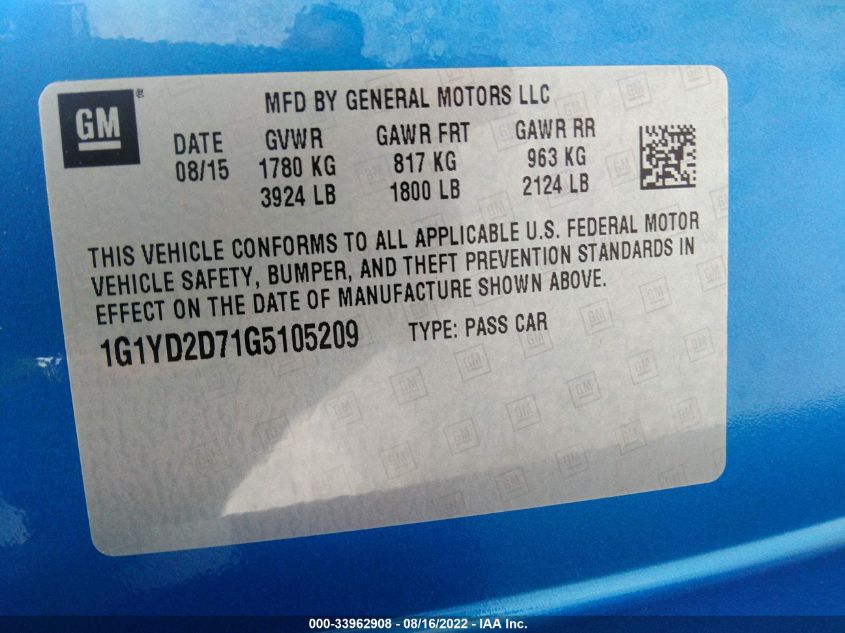 GM®
MFD BY GENERAL MOTORS LLC
DATE GVWR GAWR FRT GAWR RR
08/15 1780 KG 817 KG 963 KG
3924 LB 1800 LB 2124 LB
THIS VEHICLE CONFORMS TO ALL APPLICABLE U.S. FEDERAL MOTOR
VEHICLE SAFETY, BUMPER, AND THEFT PREVENTION STANDARDS IN
EFFECT ON THE DATE OF MANUFACTURE SHOWN ABOVE.
1G1YD2D71G5105209 TYPE: PASS CAR
000-33962908 - 08/16/2022 - IAA Inc.